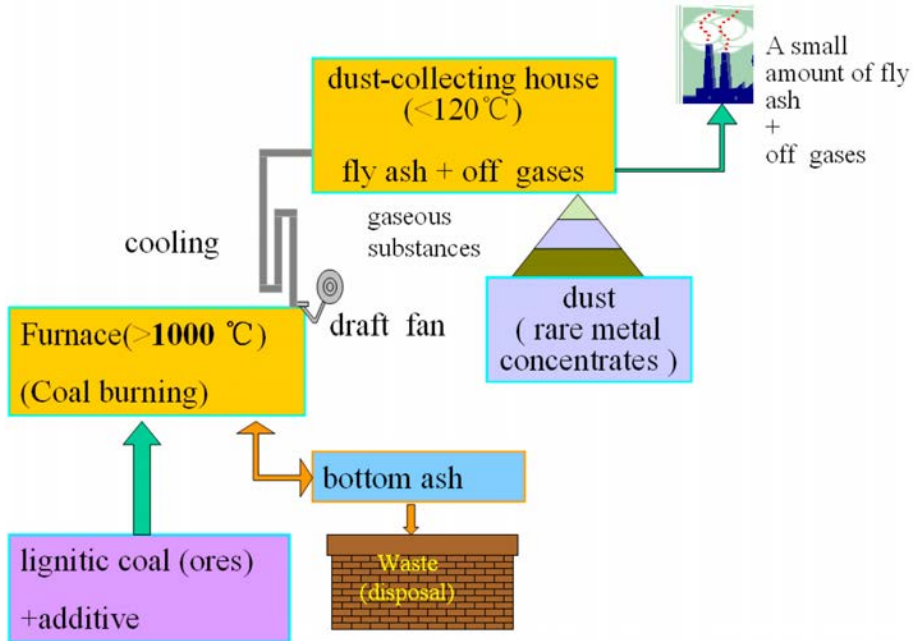 dust-collecting house
(<120℃)
fly ash + off gases
A small
amount of fly
ash
+
off gases
gaseous
substances
cooling
draft fan
dust
( rare metal
concentrates )
Furnace(>1000 ℃)
(Coal burning)
bottom ash
Waste
(disposal)
lignitic coal (ores)
+additive